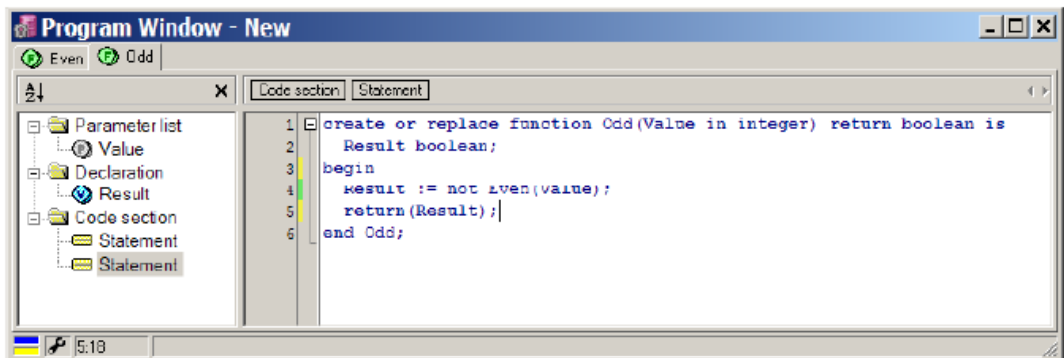 Program Window - New
Even Odd
Code section Statement
Parameter list
Value
Declaration
Result
Code section
Statement
Statement
1 create or replace function Odd(Value in integer) return boolean is
2 Result boolean;
3 begin
4 Result := not Even(Value);
5 return(Result);
6 end Odd;
5:18